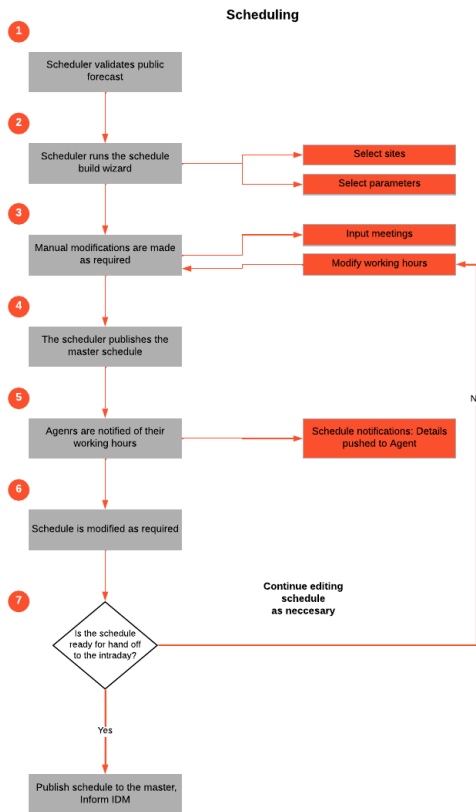 Scheduling
1
Scheduler validates public
forecast
2
Scheduler runs the schedule
build wizard
Select sites
Select parameters
3
Manual modifications are made
as required
Input meetings
Modify working hours
4
The scheduler publishes the
master schedule
N
5
Agenrs are notified of their
working hours
Schedule notifications: Details
pushed to Agent
6
Schedule is modified as required
7
Continue editing
schedule
as neccesary
Is the schedule
ready for hand off
to the intraday?
Yes
Publish schedule to the master,
Inform IDM